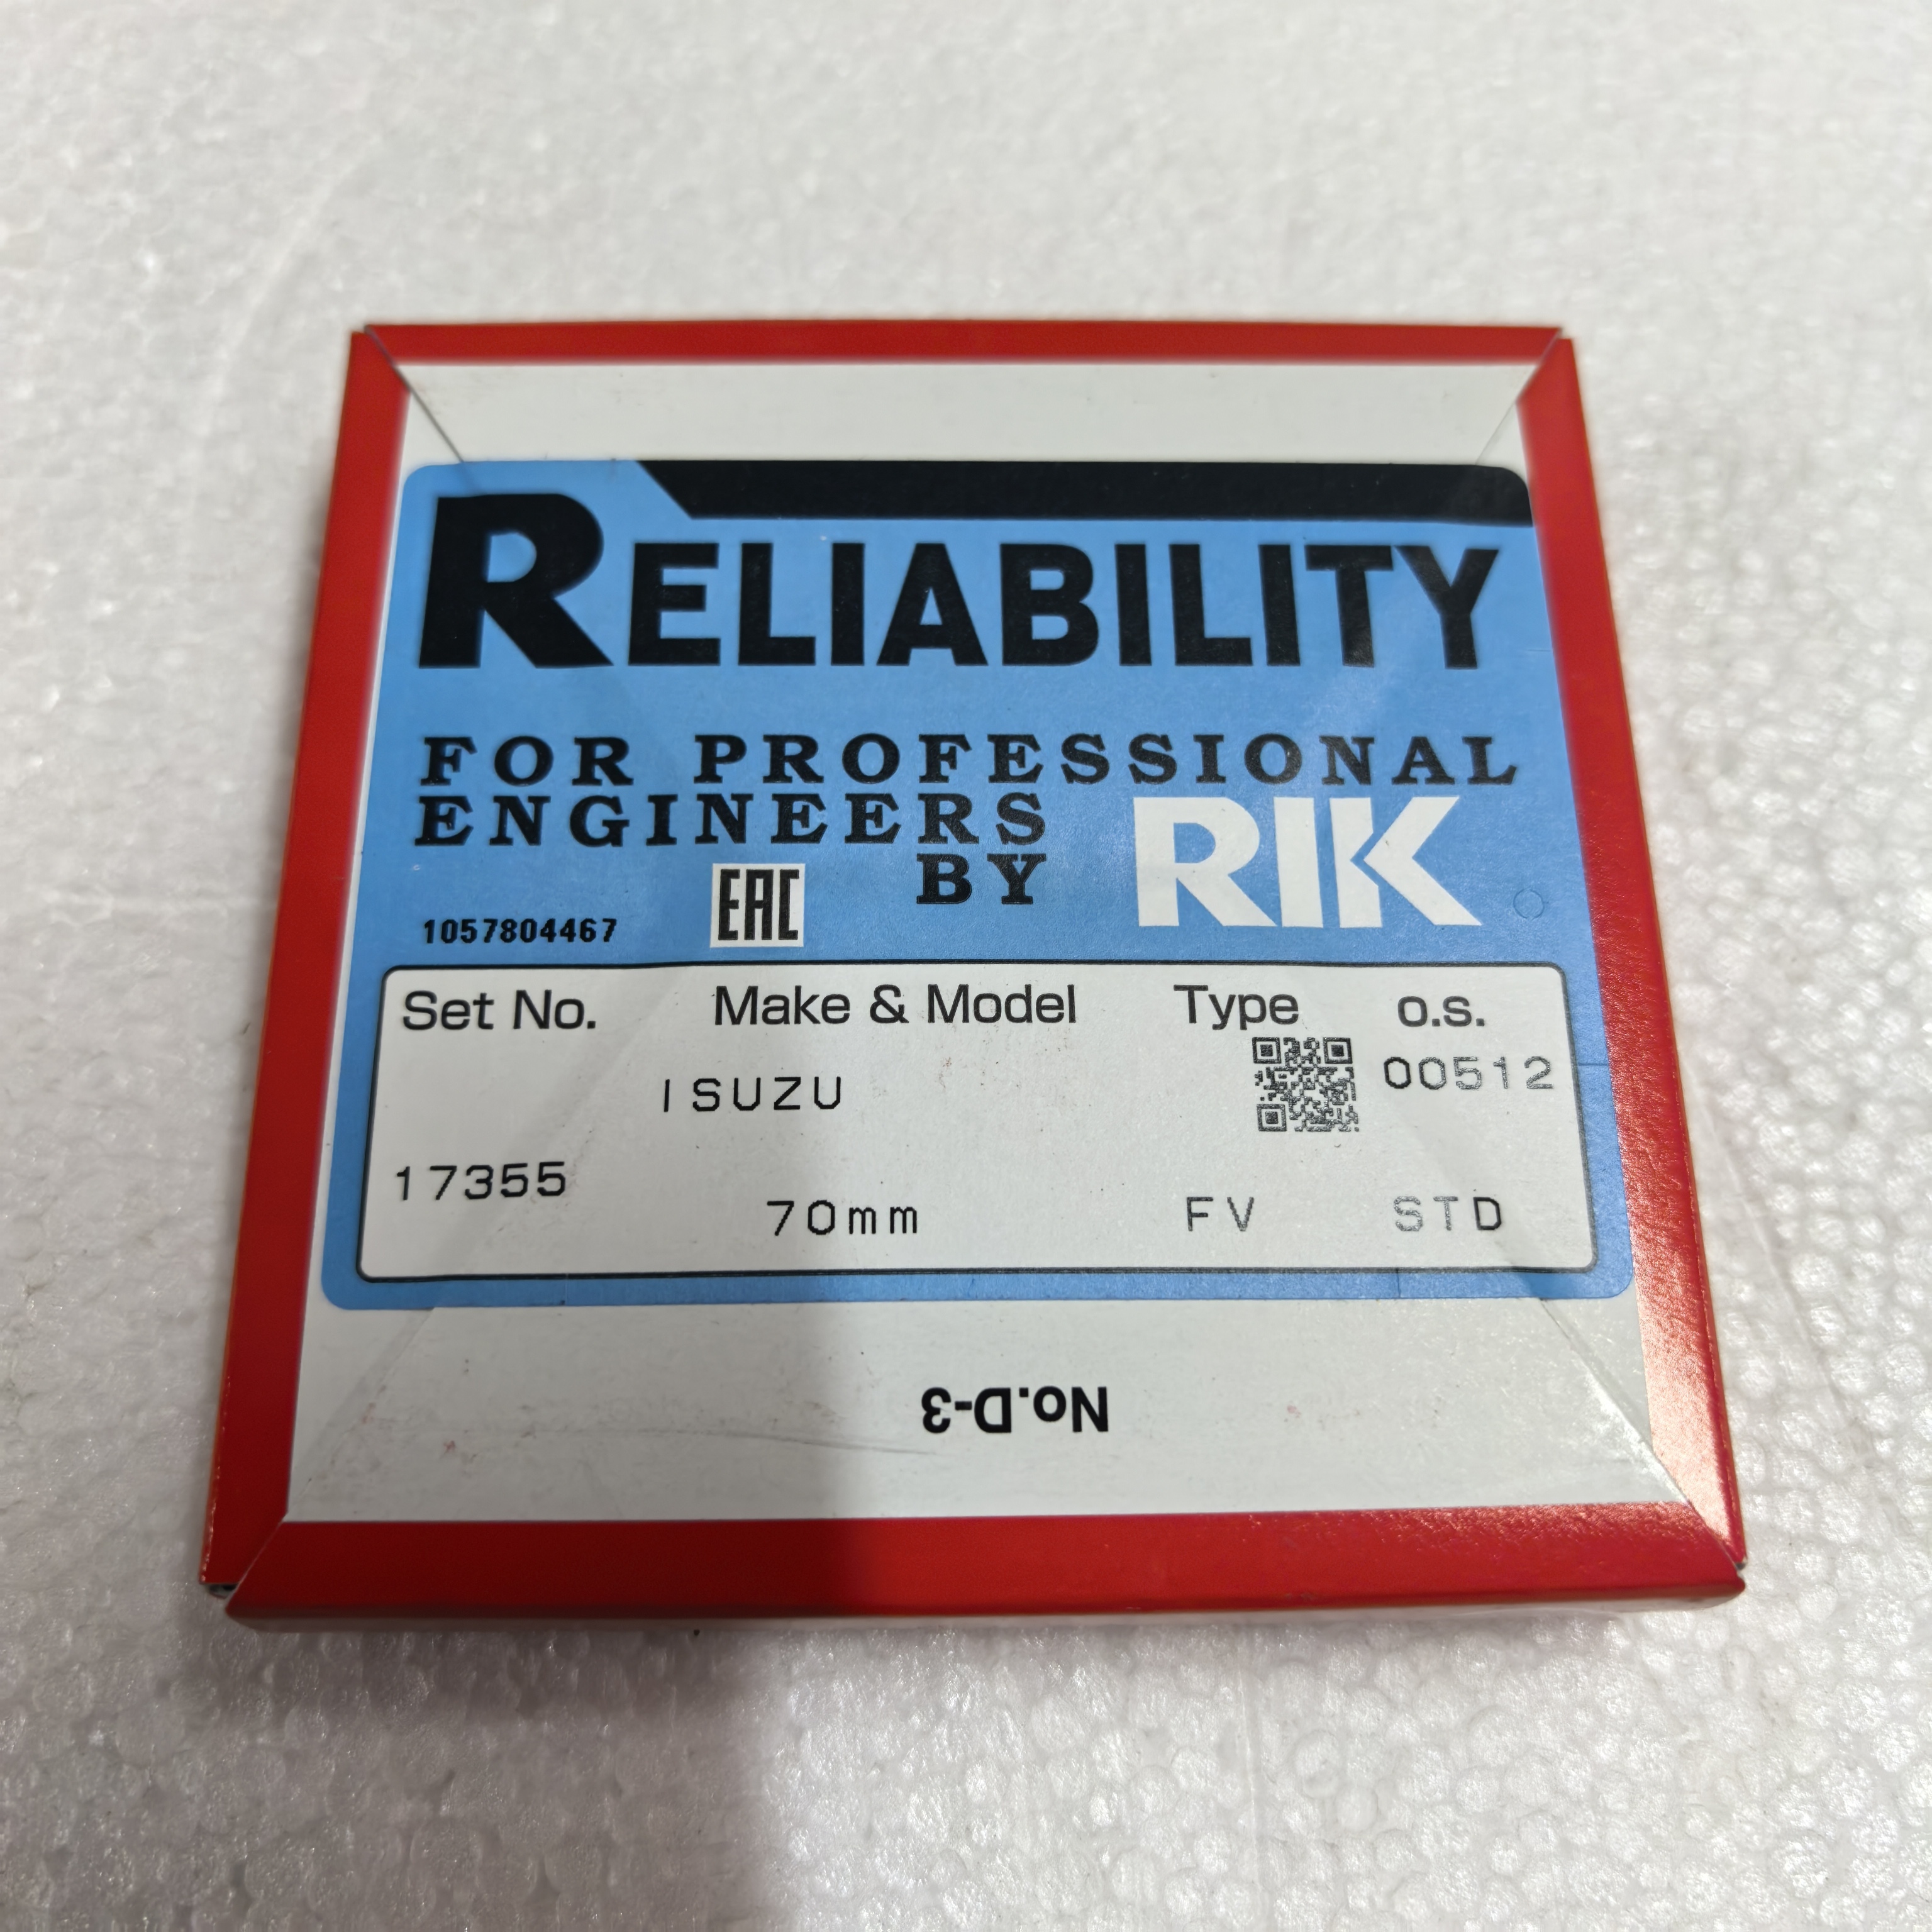 RELIABILITY
FOR PROFESSIONAL
ENGINEERS
BY RIK
1057804467 EAC
Set No. Make & Model Type o.s.
ISUZU 00512
17355 70mm FV STD
No.D-3